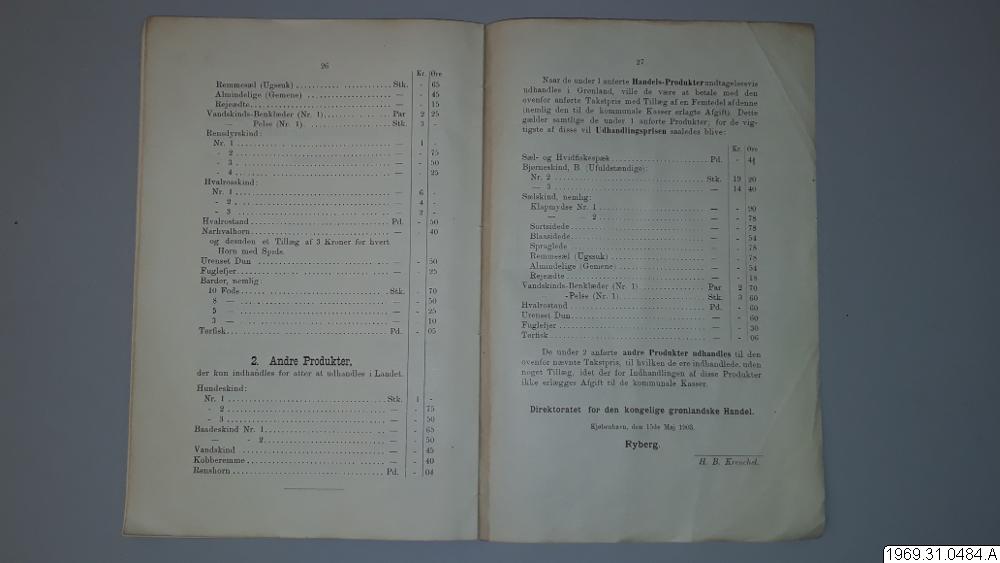 26
Kr. Øre
Remmesæl (Ugssuk) Stk. - 65
Almindelige (Gemene) — - 45
Rejeædte — - 15
Vandskinds-Benklæder (Nr. 1) Par 2 25
— Pelse (Nr. 1) Stk. 3 -
Rensdyrskind:
Nr. 1 — 1 -
- 2 — - 75
- 3 — - 50
- 4 — - 25
Hvalrosskind:
Nr. 1 — 6 -
- 2 — 4 -
- 3 — 2 -
Hvalrostand Pd. - 50
Narhvalhorn — - 40
og desuden et Tillæg af 3 Kroner for hvert
Horn med Spids.
Urenset Dun — - 50
Fuglefjer — - 25
Barder, nemlig:
10 Fods Stk. - 70
8 — — - 50
5 — — - 25
3 — — - 10
Tørfisk Pd. - 05
2. Andre Produkter,
der kun indhandles for atter at udhandles i Landet.
Hundeskind:
Nr. 1 Stk. 1 -
- 2 — - 75
- 3 — - 50
Baadeskind Nr. 1 — - 65
— - 2 — - 50
Vandskind — - 45
Kobberemme — - 40
Renshorn Pd. - 04
27
Naar de under 1 anførte Handels-Produkter undtagelsesvis
udhandles i Grønland, ville de være at betale med den
ovenfor anførte Takstpris med Tillæg af en Femtedel af denne
(nemlig den til de kommunale Kasser erlagte Afgift). Dette
gælder samtlige de under 1 anførte Produkter; for de vig-
tigste af disse vil Udhandlingsprisen saaledes blive:
Kr. Øre
Sæl- og Hvidfiskespæk Pd. - 4½
Bjørneskind, B. (Ufuldstændige):
Nr. 2 Stk. 19 20
— 3 — 14 40
Sælskind, nemlig:
Klapmydse Nr. 1 — - 90
— - 2 — - 78
Sortsidede — - 78
Blaasidede — - 54
Spraglede — - 78
Remmesæl (Ugssuk) — - 78
Almindelige (Gemene) — - 54
Rejeædte — - 18
Vandskinds-Benklæder (Nr. 1) Par 2 70
-Pelse (Nr. 1) Stk. 3 60
Hvalrostand Pd. - 60
Urenset Dun — - 60
Fuglefjer — - 30
Tørfisk — - 06
De under 2 anførte andre Produkter udhandles til den
ovenfor nævnte Takstpris, til hvilken de ere indhandlede, uden
noget Tillæg, idet der for Indhandlingen af disse Produkter
ikke erlægges Afgift til de kommunale Kasser.
Direktoratet for den kongelige grønlandske Handel.
Kjøbenhavn, den 15de Maj 1903.
Ryberg.
H. B. Krenchel.
1969.31.0484.A